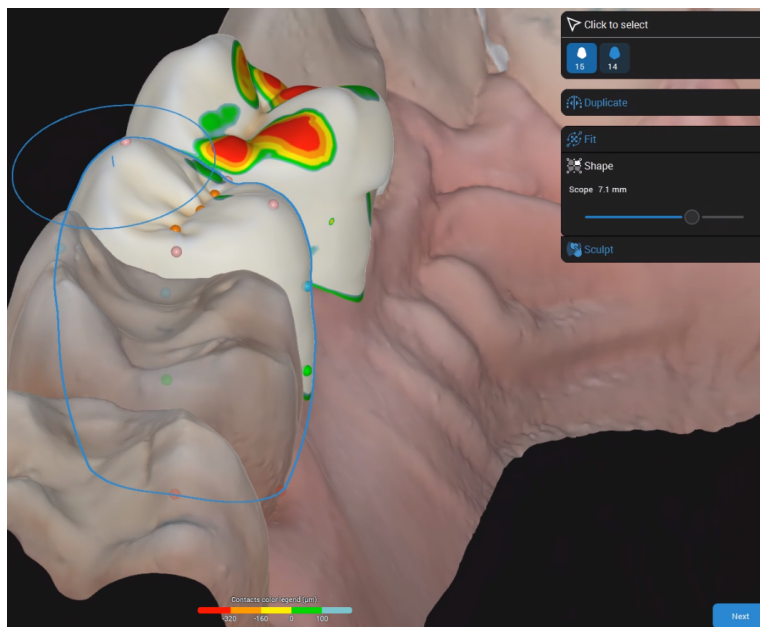 Click to select
15 14
Duplicate
Fit
Shape
Scope 7.1 mm
Sculpt
Contacts color legend (µm)
-320 -160 0 100
Next